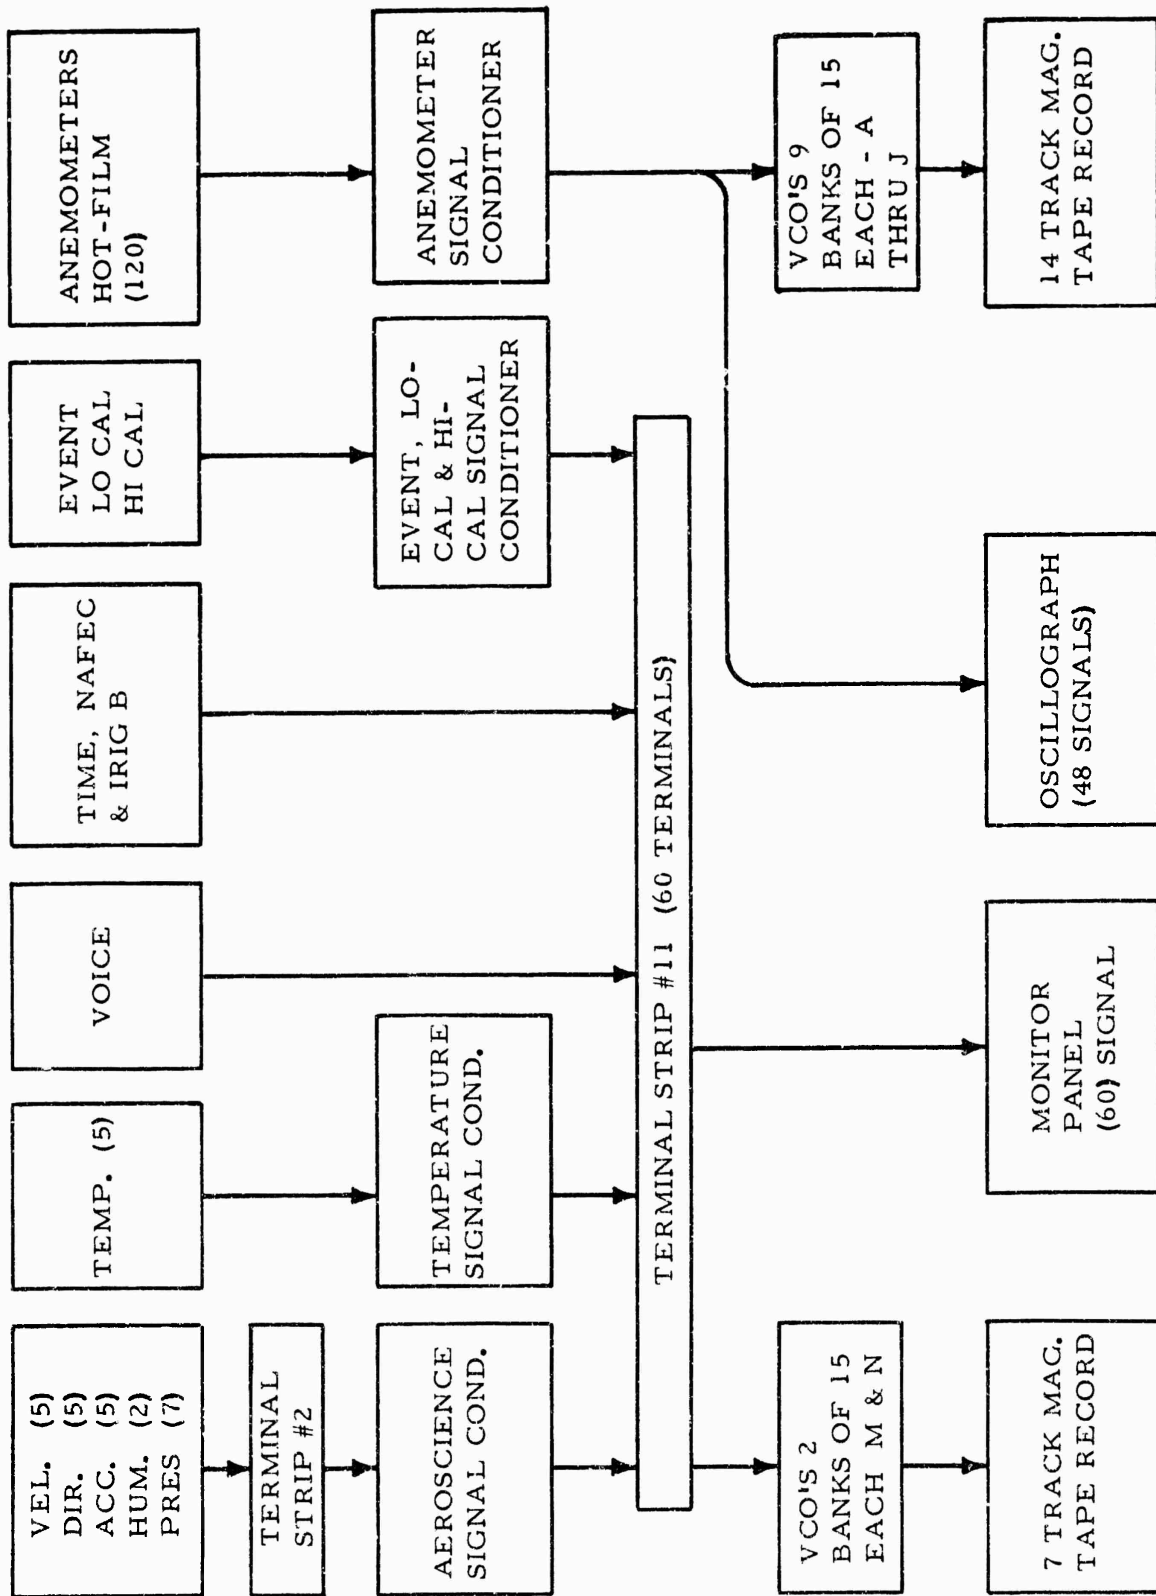 VEL. (5)
DIR. (5)
ACC. (5)
HUM. (2)
PRES (7)
TEMP. (5)
VOICE
TIME, NAFEC
& IRIG B
EVENT
LO CAL
HI CAL
ANEMOMETERS
HOT-FILM
(120)
TERMINAL
STRIP #2
AEROSCIENCE
SIGNAL COND.
TEMPERATURE
SIGNAL COND.
EVENT, LO-
CAL & HI-
CAL SIGNAL
CONDITIONER
ANEMOMETER
SIGNAL
CONDITIONER
TERMINAL STRIP #11 (60 TERMINALS)
VCO'S 2
BANKS OF 15
EACH M & N
VCO'S 9
BANKS OF 15
EACH - A
THRU J
7 TRACK MAG.
TAPE RECORD
MONITOR
PANEL
(60) SIGNAL
OSCILLOGRAPH
(48 SIGNALS)
14 TRACK MAG.
TAPE RECORD